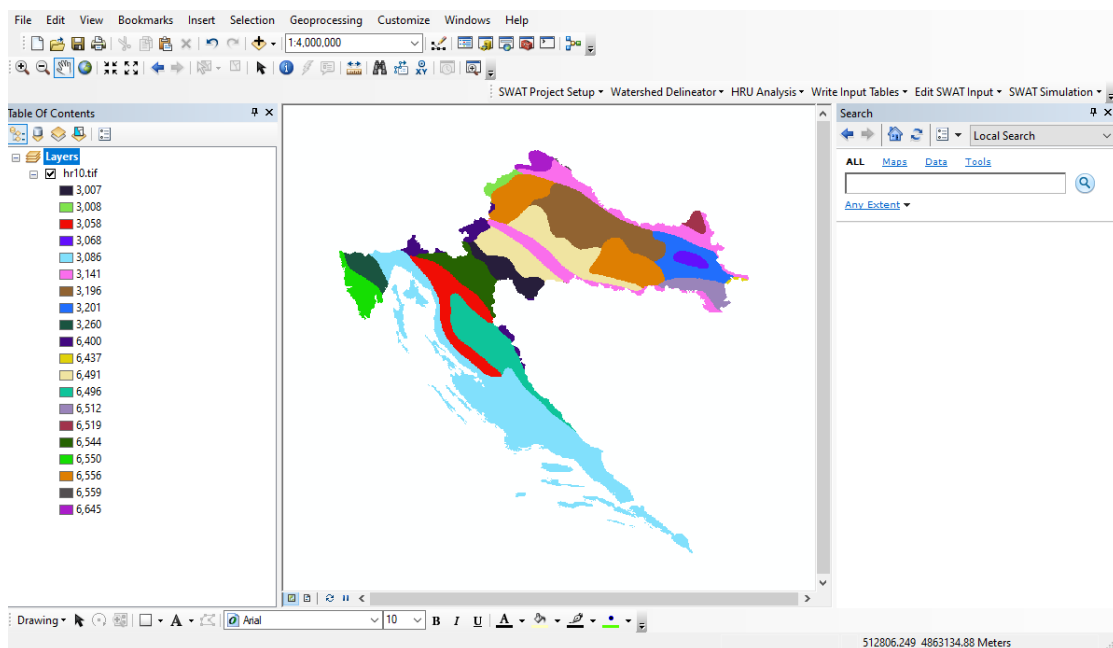 File Edit View Bookmarks Insert Selection Geoprocessing Customize Windows Help
1:4,000,000
XY
SWAT Project Setup Watershed Delineator HRU Analysis Write Input Tables Edit SWAT Input SWAT Simulation
Table Of Contents
Layers
hr10.tif
3,007
3,008
3,058
3,068
3,086
3,141
3,196
3,201
3,260
6,400
6,437
6,491
6,496
6,512
6,519
6,544
6,550
6,556
6,559
6,645
Search
Local Search
ALL Maps Data Tools
Any Extent
Drawing A Arial 10 B I U A
512806.249 4863134.88 Meters